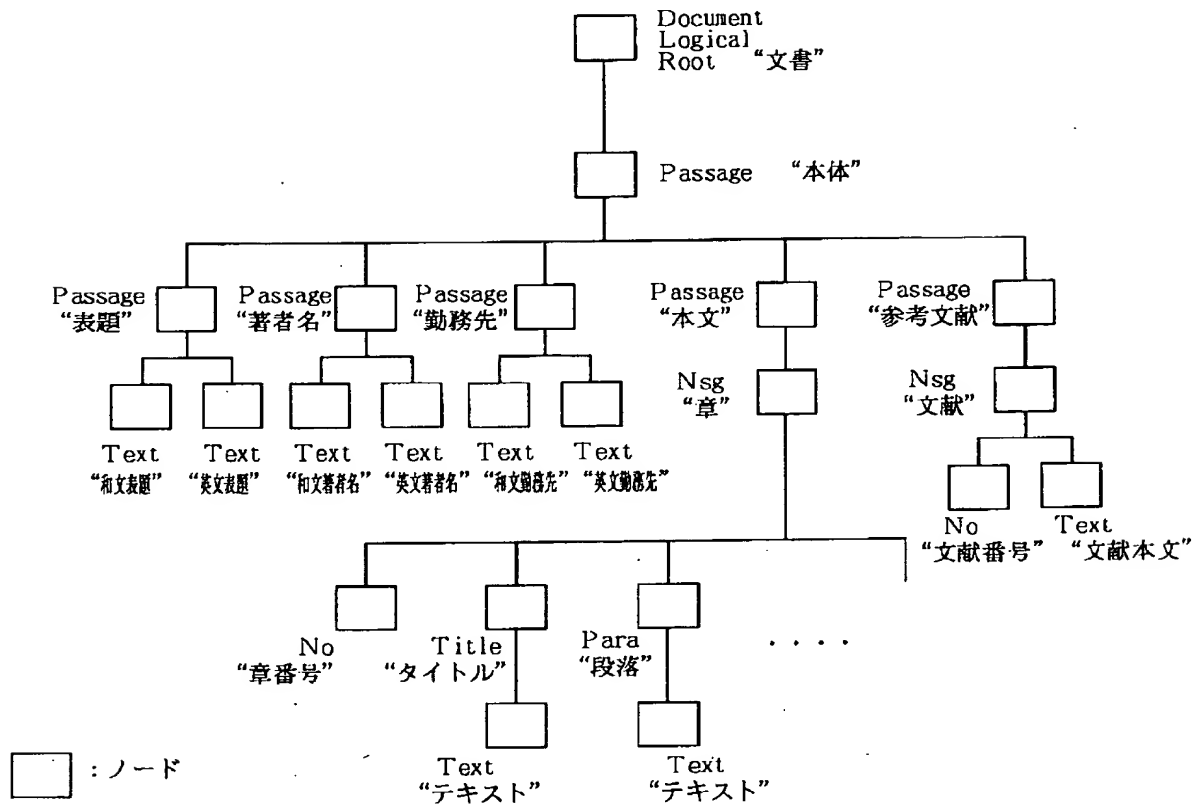 Document
Logical
Root “文書”
Passage “本体”
Passage
“表題”
Passage
“著者名”
Passage
“勤務先”
Passage
“本文”
Passage
“参考文献”
Nsg
“章”
Nsg
“文献”
Text
“和文表題”
Text
“英文表題”
Text
“和文著者名”
Text
“英文著者名”
Text
“和文勤務先”
Text
“英文勤務先”
No
“文献番号”
Text
“文献本文”
No
“章番号”
Title
“タイトル”
Para
“段落”
・・・・
Text
“テキスト”
Text
“テキスト”
：ノード